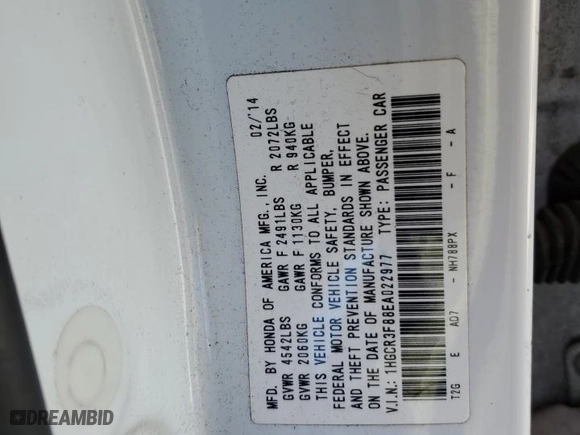 MFD. BY HONDA OF AMERICA MFG., INC. 02/'14
GVWR 4542LBS GAWR F 2491LBS R 2072LBS
GVWR 2060KG GAWR F 1130KG R 940KG
THIS VEHICLE CONFORMS TO ALL APPLICABLE
FEDERAL MOTOR VEHICLE SAFETY, BUMPER,
AND THEFT PREVENTION STANDARDS IN EFFECT
ON THE DATE OF MANUFACTURE SHOWN ABOVE.
V.I.N.: 1HGCR3F88EA022977 TYPE: PASSENGER CAR
T2G E AD7 - NH788PX - F - A
DREAMBID